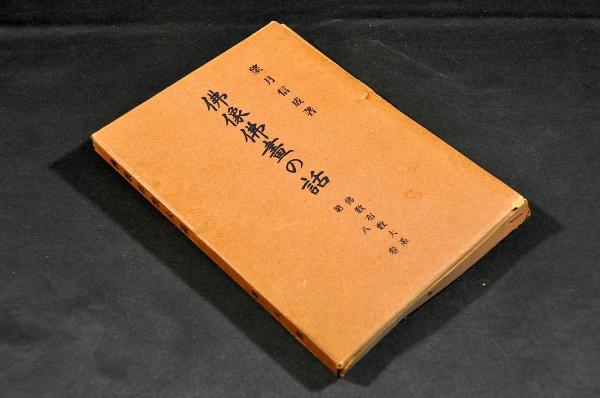 望月信成著
佛像佛畫の話
佛教布教大系
第八巻